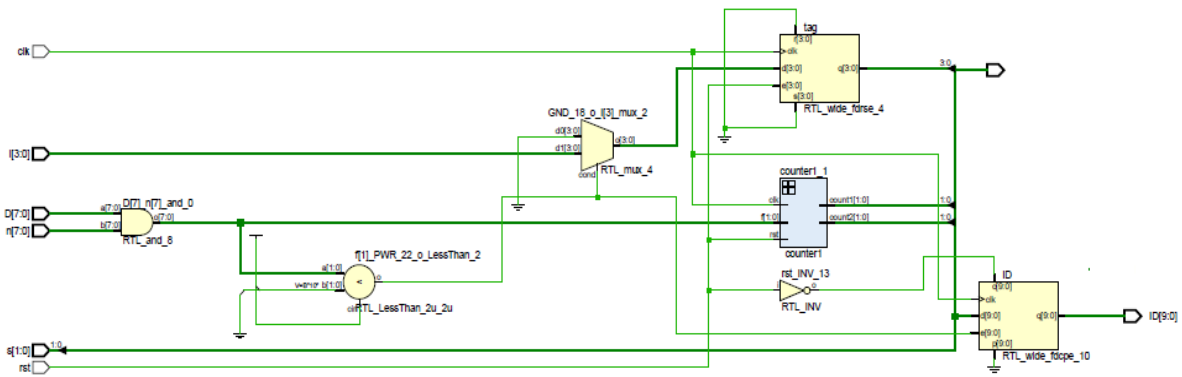 tag
r[3:0]
clk
clk
d[3:0]
q[3:0]
3:0
e[3:0]
s[3:0]
RTL_wide_fdrse_4
GND_18_o_I[3]_mux_2
d0[3:0]
o[3:0]
I[3:0]
d1[3:0]
RTL_mux_4
cond
counter1_1
D[7]_n[7]_and_0
clk
count1[1:0]
1:0
D[7:0]
a[7:0]
o[7:0]
f[1:0]
count2[1:0]
1:0
n[7:0]
b[7:0]
RTL_and_8
rst
counter1
f[1]_PWR_22_o_LessThan_2
rst_INV_13
ID
a[1:0]
o
i
o
c[9:0]
<
b[1:0]
RTL_INV
clk
RTL_LessThan_2u_2u
d[9:0]
q[9:0]
ID[9:0]
e[9:0]
s[1:0]
1:0
p[9:0]
RTL_wide_fdcpe_10
rst